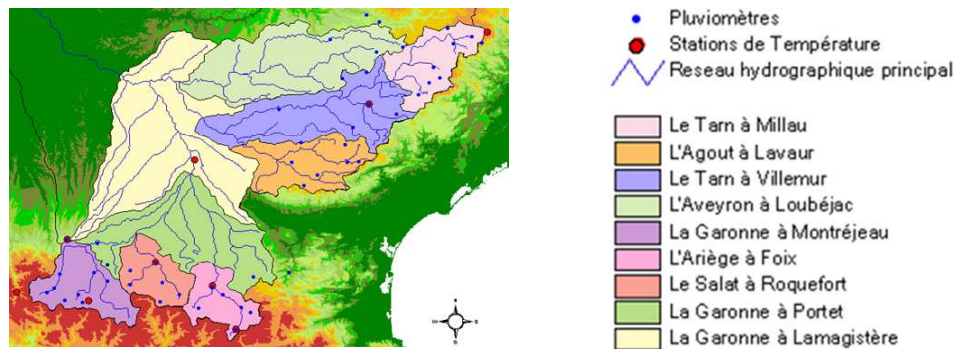 Pluviomètres
Stations de Température
Reseau hydrographique principal
Le Tarn à Millau
L'Agout à Lavaur
Le Tarn à Villemur
L'Aveyron à Loubéjac
La Garonne à Montréjeau
L'Ariège à Foix
Le Salat à Roquefort
La Garonne à Portet
La Garonne à Lamagistère